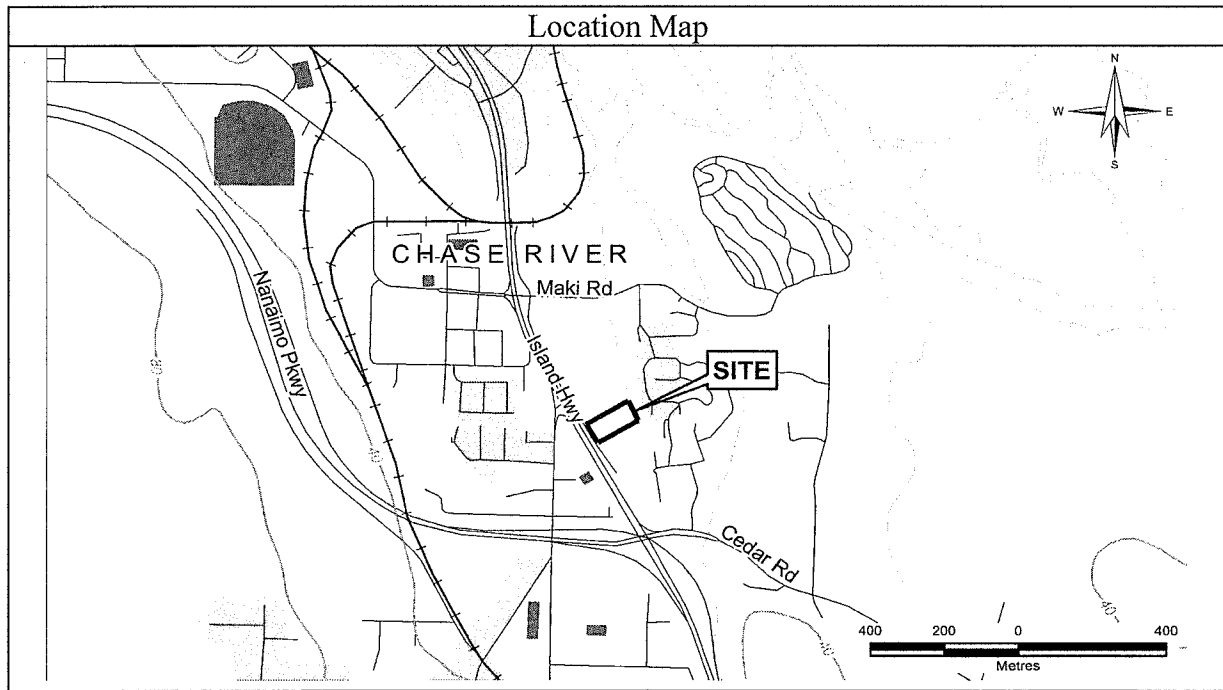 Location Map
N
W E
S
CHASE RIVER
Maki Rd
Nanaimo Pkwy
Island Hwy
SITE
80
40
Cedar Rd
40
40
400 200 0 400
Metres